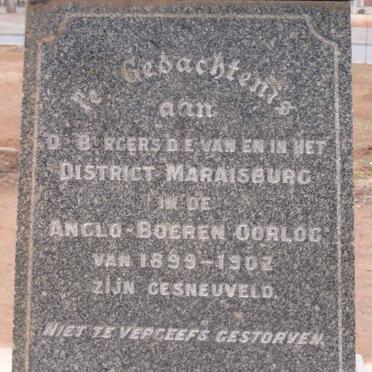 Te Gedachtenis
aan
De Burgers die van en in het
District Maraisburg
in de
Anglo-Boeren Oorlog
van 1899-1902
zijn gesneuveld.
Niet te vergeefs gestorven.